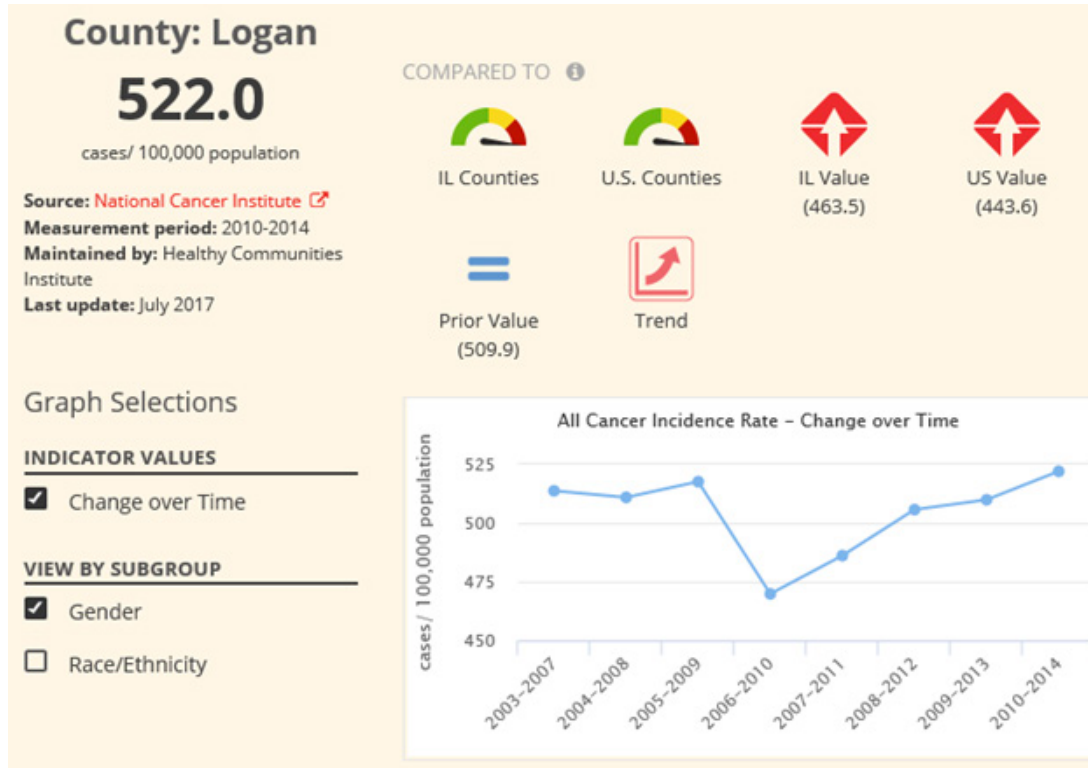 County: Logan
522.0
cases/ 100,000 population
Source: National Cancer Institute
Measurement period: 2010-2014
Maintained by: Healthy Communities
Institute
Last update: July 2017
COMPARED TO
IL Counties
U.S. Counties
IL Value
(463.5)
US Value
(443.6)
Prior Value
(509.9)
Trend
Graph Selections
INDICATOR VALUES
Change over Time
VIEW BY SUBGROUP
Gender
Race/Ethnicity
All Cancer Incidence Rate – Change over Time
cases/ 100,000 population
525
500
475
450
2003–2007
2004–2008
2005–2009
2006–2010
2007–2011
2008–2012
2009–2013
2010–2014